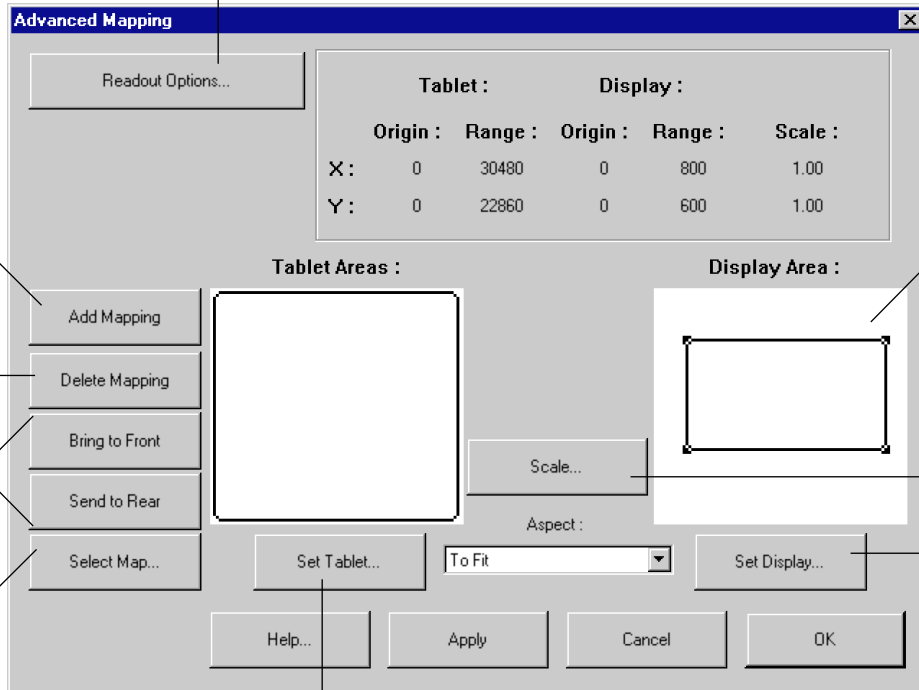 Advanced Mapping
Readout Options...
Tablet : Display :
Origin : Range : Origin : Range : Scale :
X : 0 30480 0 800 1.00
Y : 0 22860 0 600 1.00
Tablet Areas : Display Area :
Add Mapping
Delete Mapping
Bring to Front
Scale...
Send to Rear
Aspect :
Select Map... Set Tablet... To Fit Set Display...
Help... Apply Cancel OK